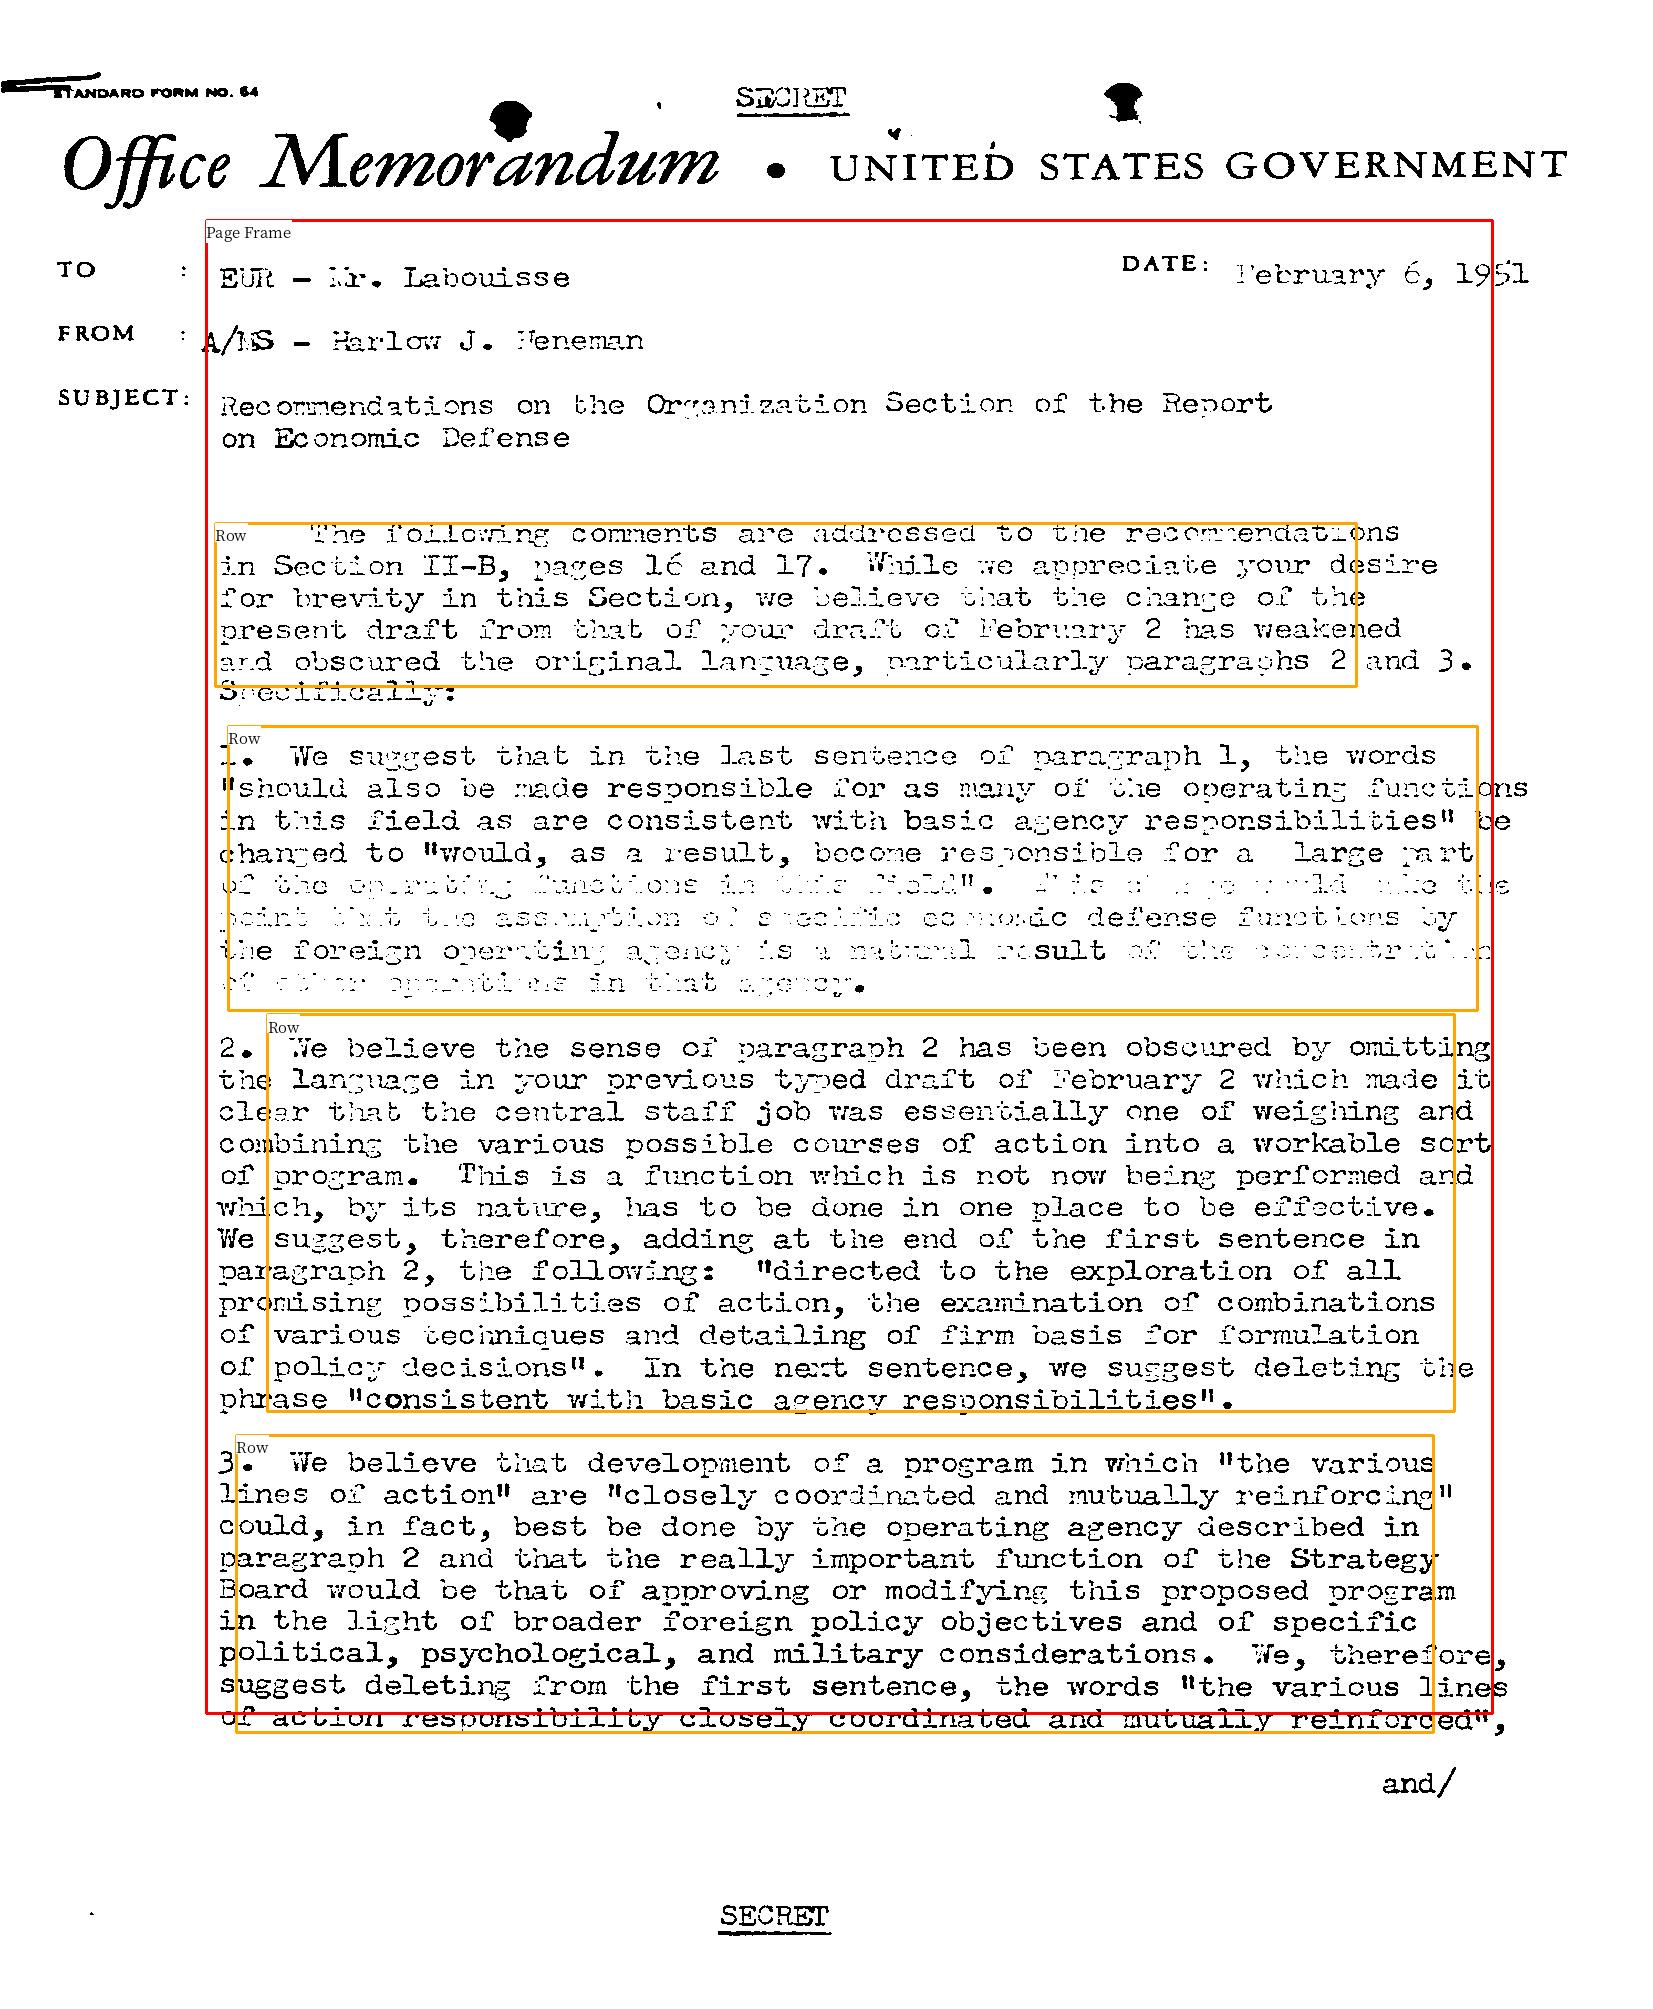 STANDARD FORM NO. 64
SECRET
Office Memorandum • UNITED STATES GOVERNMENT
Page Frame
TO : EUR - Mr. Labouisse DATE: February 6, 1951
FROM : A/MS - Harlow J. Heneman
SUBJECT: Recommendations on the Organization Section of the Report
on Economic Defense
Row
The following comments are addressed to the recommendations
in Section II-B, pages 16 and 17. While we appreciate your desire
for brevity in this Section, we believe that the change of the
present draft from that of your draft of February 2 has weakened
and obscured the original language, particularly paragraphs 2 and 3.
Specifically:
Row
1. We suggest that in the last sentence of paragraph 1, the words
"should also be made responsible for as many of the operating functions
in this field as are consistent with basic agency responsibilities" be
changed to "would, as a result, become responsible for a large part
of the operating functions in this field". This change would make the
point that the assumption of specific economic defense functions by
the foreign operating agency is a natural result of the concentration
of other operations in that agency.
Row
2. We believe the sense of paragraph 2 has been obscured by omitting
the language in your previous typed draft of February 2 which made it
clear that the central staff job was essentially one of weighing and
combining the various possible courses of action into a workable sort
of program. This is a function which is not now being performed and
which, by its nature, has to be done in one place to be effective.
We suggest, therefore, adding at the end of the first sentence in
paragraph 2, the following: "directed to the exploration of all
promising possibilities of action, the examination of combinations
of various techniques and detailing of firm basis for formulation
of policy decisions". In the next sentence, we suggest deleting the
phrase "consistent with basic agency responsibilities".
Row
3. We believe that development of a program in which "the various
lines of action" are "closely coordinated and mutually reinforcing"
could, in fact, best be done by the operating agency described in
paragraph 2 and that the really important function of the Strategy
Board would be that of approving or modifying this proposed program
in the light of broader foreign policy objectives and of specific
political, psychological, and military considerations. We, therefore,
suggest deleting from the first sentence, the words "the various lines
of action responsibility closely coordinated and mutually reinforced",
and/
SECRET